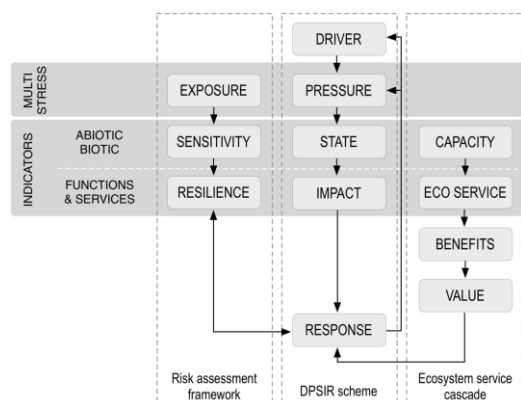 DRIVER
MULTI
STRESS
EXPOSURE
PRESSURE
INDICATORS
ABIOTIC
BIOTIC
SENSITIVITY
STATE
CAPACITY
FUNCTIONS
& SERVICES
RESILIENCE
IMPACT
ECO SERVICE
BENEFITS
VALUE
RESPONSE
Risk assessment
framework
DPSIR scheme
Ecosystem service
cascade